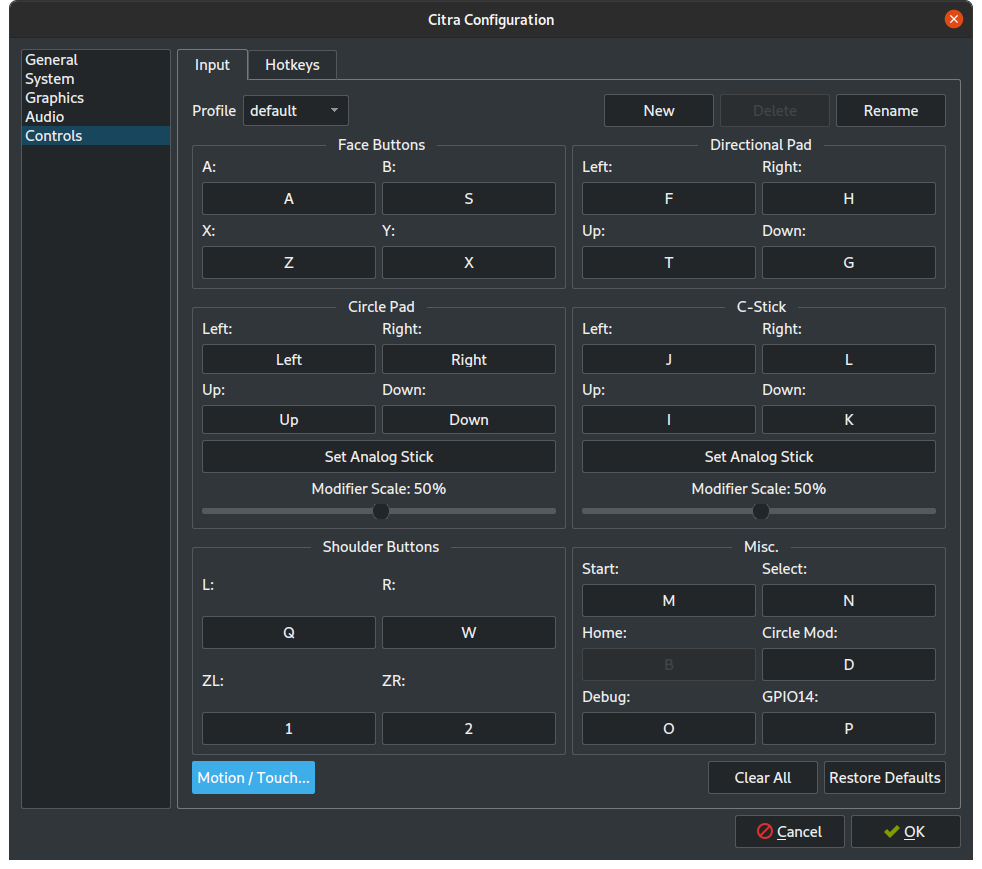 Citra Configuration
General
System
Graphics
Audio
Controls
Input Hotkeys
Profile default New Delete Rename
Face Buttons
A: B:
A S
X: Y:
Z X
Directional Pad
Left: Right:
F H
Up: Down:
T G
Circle Pad
Left: Right:
Left Right
Up: Down:
Up Down
Set Analog Stick
Modifier Scale: 50%
C-Stick
Left: Right:
J L
Up: Down:
I K
Set Analog Stick
Modifier Scale: 50%
Shoulder Buttons
L: R:
Q W
ZL: ZR:
1 2
Misc.
Start: Select:
M N
Home: Circle Mod:
B D
Debug: GPIO14:
O P
Motion / Touch... Clear All Restore Defaults
Cancel OK